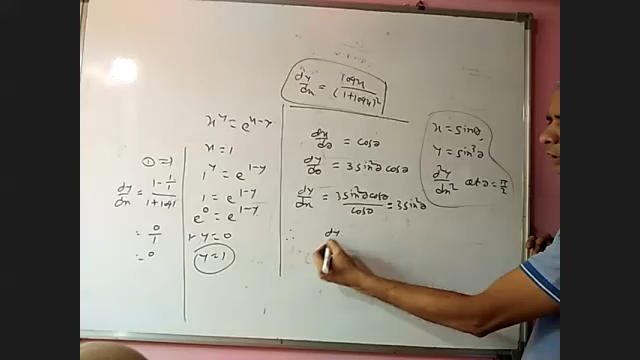 dy/dx = logx/(1+logx)²
x^y = e^(x-y)
x = 1
1^y = e^(1-y)
1 = e^(1-y)
e^0 = e^(1-y)
1-y=0
y=1
① ⇒
dy/dx = (1 - 1/1)/(1+log1)
= 0/1
= 0
dx/dθ = cosθ
dy/dθ = 3sin²θ cosθ
dy/dx = 3sin²θcosθ/cosθ = 3sin²θ
∴ dy
x = sinθ
y = sin³θ
d²y/dx² at θ = π/2